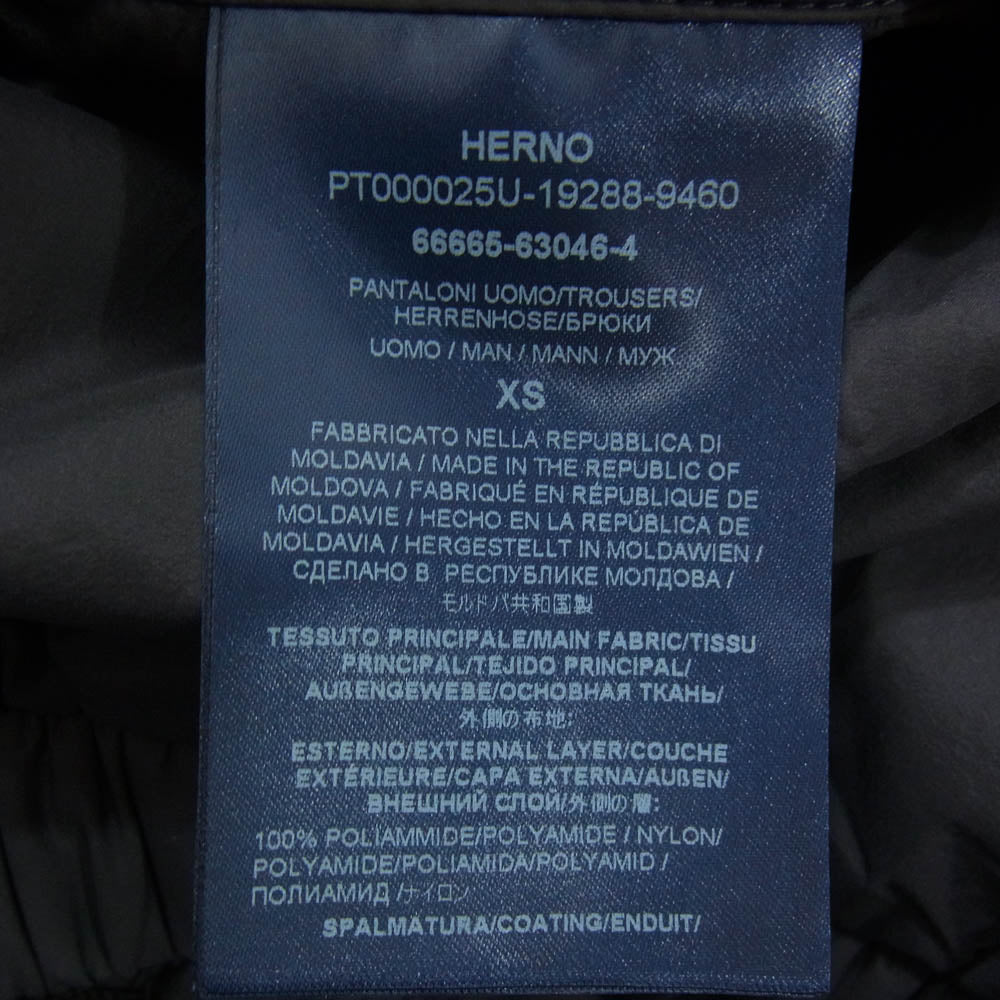 HERNO
PT000025U-19288-9460
66665-63046-4
PANTALONI UOMO/TROUSERS/
HERRENHOSE/БРЮКИ
UOMO / MAN / MANN / МУЖ
XS
FABBRICATO NELLA REPUBBLICA DI
MOLDAVIA / MADE IN THE REPUBLIC OF
MOLDOVA / FABRIQUÉ EN RÉPUBLIQUE DE
MOLDAVIE / HECHO EN LA REPÚBLICA DE
MOLDAVIA / HERGESTELLT IN MOLDAWIEN /
СДЕЛАНО В РЕСПУБЛИКЕ МОЛДОВА /
モルドバ共和国製
TESSUTO PRINCIPALE/MAIN FABRIC/TISSU
PRINCIPAL/TEJIDO PRINCIPAL/
AUßENGEWEBE/ОСНОВНАЯ ТКАНЬ/
外側の布地:
ESTERNO/EXTERNAL LAYER/COUCHE
EXTÉRIEURE/CAPA EXTERNA/AUßEN/
ВНЕШНИЙ СЛОЙ/外側の層:
100% POLIAMMIDE/POLYAMIDE / NYLON/
POLYAMIDE/POLIAMIDA/POLYAMID /
ПОЛИАМИД /ナイロン
SPALMATURA/COATING/ENDUIT/